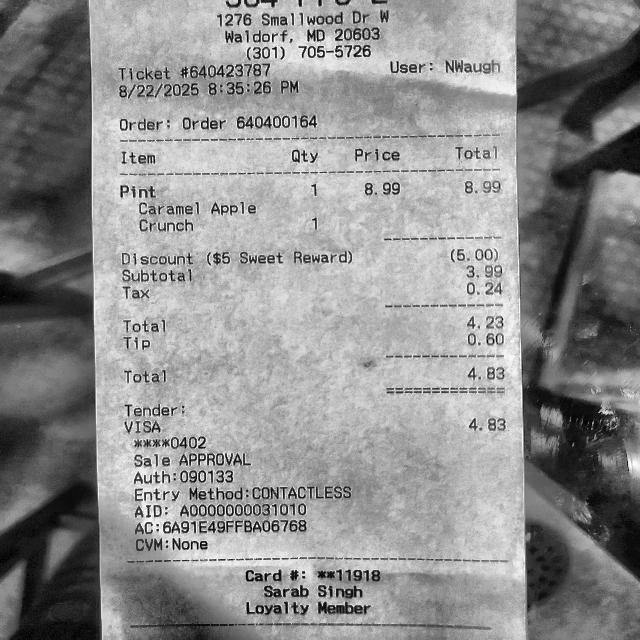 1276 Smallwood Dr W
Waldorf, MD 20603
(301) 705-5726
Ticket #640423787 User: NWaugh
8/22/2025 8:35:26 PM
Order: Order 640400164
Item Qty Price Total
Pint 1 8.99 8.99
Caramel Apple
Crunch 1
Discount ($5 Sweet Reward) (5.00)
Subtotal 3.99
Tax 0.24
Total 4.23
Tip 0.60
Total 4.83
Tender:
VISA 4.83
****0402
Sale APPROVAL
Auth:090133
Entry Method:CONTACTLESS
AID: A0000000031010
AC:6A91E49FFBA06768
CVM:None
Card #: **11918
Sarab Singh
Loyalty Member